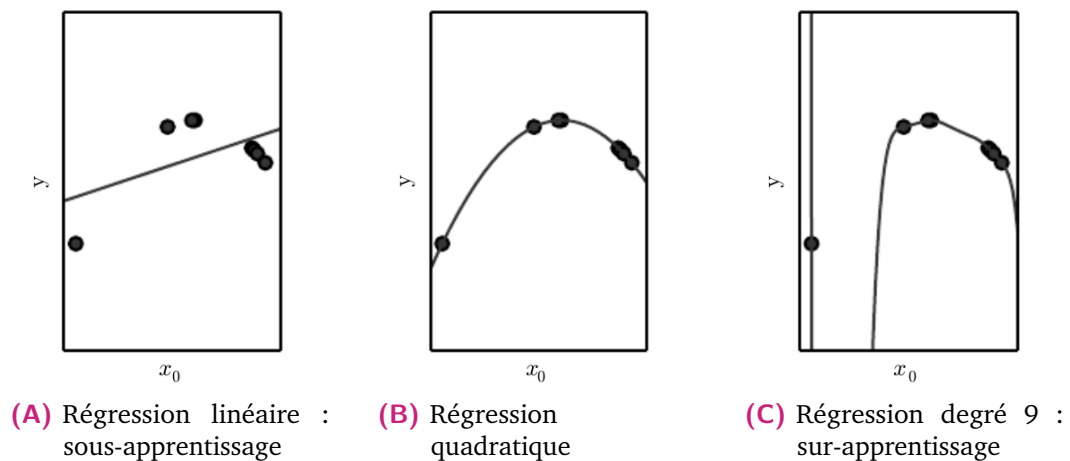 y
x₀
y
x₀
y
x₀
(A) Régression linéaire :
sous-apprentissage
(B) Régression
quadratique
(C) Régression degré 9 :
sur-apprentissage